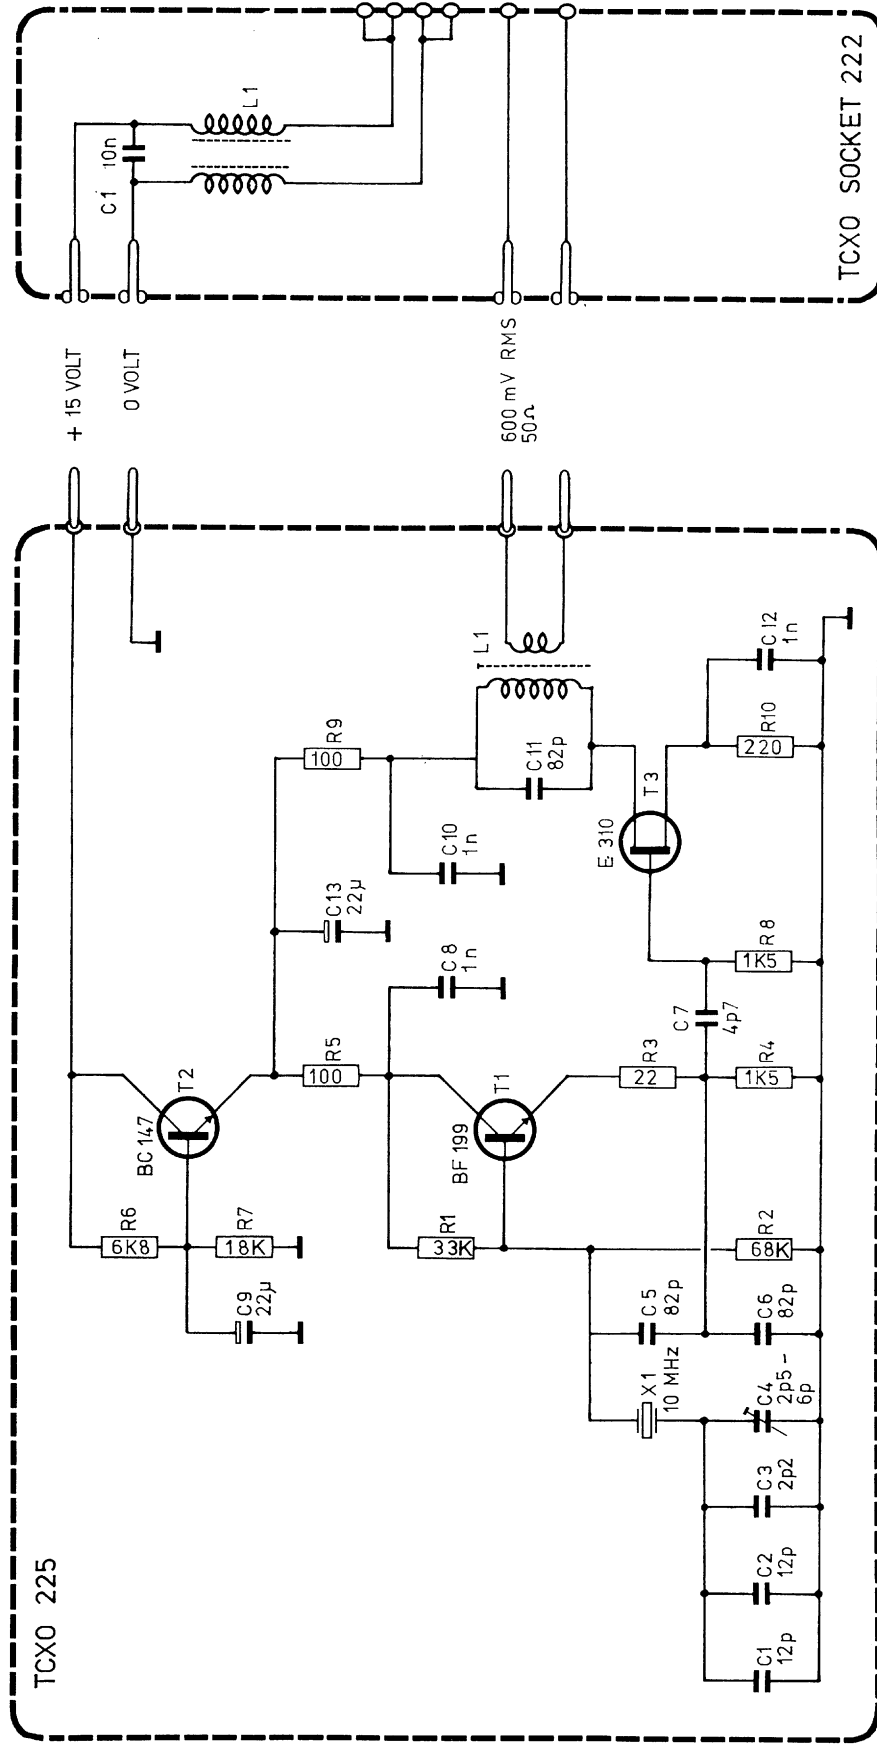 TCXO 225
+ 15 VOLT
0 VOLT
600 mV RMS
50Ω
TCXO SOCKET 222
C1
10n
L1
R6
6K8
R7
18K
C9
22µ
BC 147
T2
R5
100
C13
22µ
R9
100
C8
1n
C10
1n
R1
33K
BF 199
T1
R3
22
C11
82p
L1
E 310
T3
X1
10 MHz
C5
82p
C7
4p7
C1
12p
C2
12p
C3
2p2
C4
2p5 -
6p
C6
82p
R2
68K
R4
1K5
R8
1K5
R10
220
C12
1n